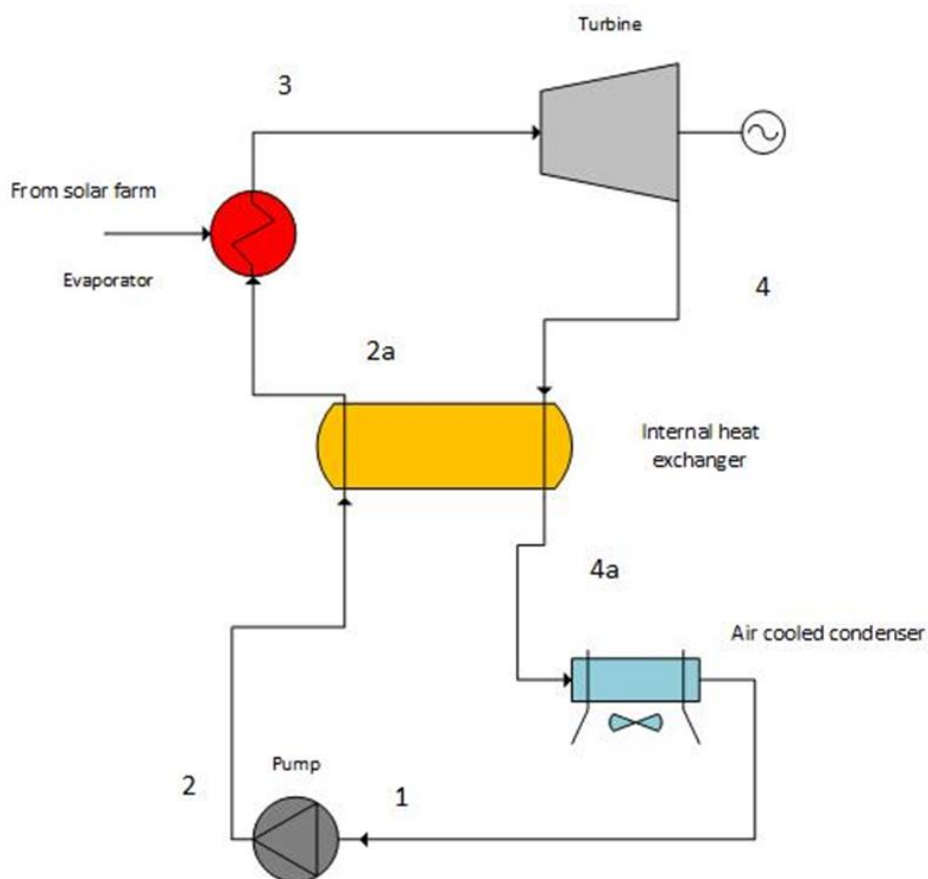 Turbine
3
From solar farm
Evaporator
4
2a
Internal heat
exchanger
4a
Air cooled condenser
Pump
2
1